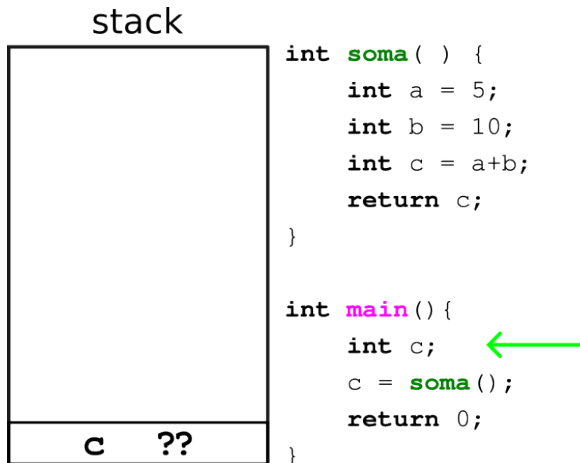 stack
c ??
int soma( ) {
int a = 5;
int b = 10;
int c = a+b;
return c;
}
int main(){
int c;
c = soma();
return 0;
}